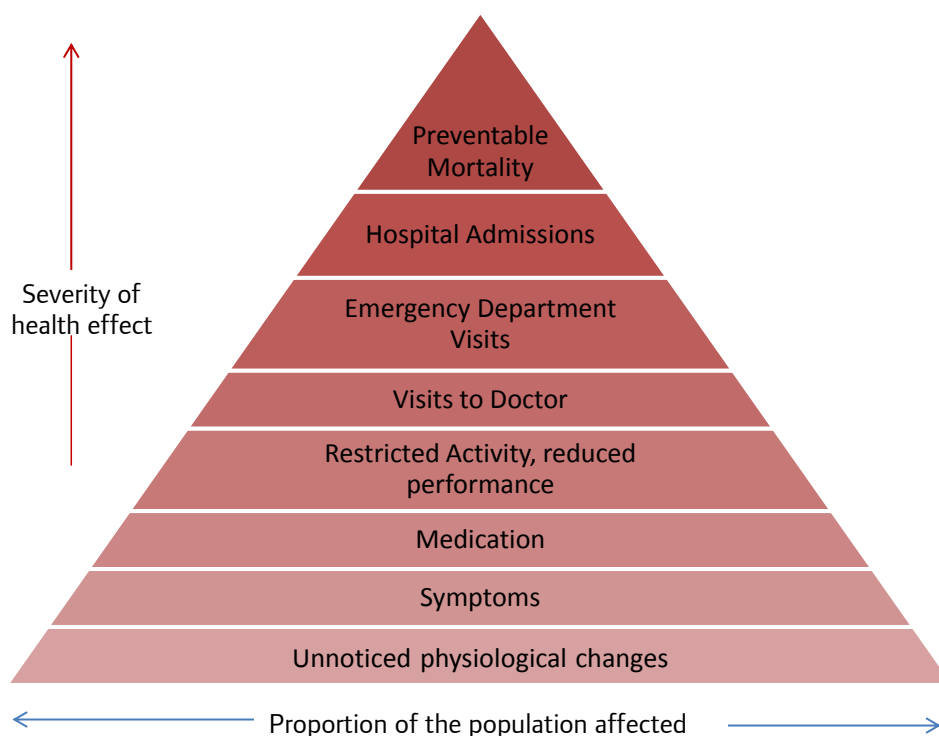 Preventable
Mortality
Hospital Admissions
Severity of
health effect
Emergency Department
Visits
Visits to Doctor
Restricted Activity, reduced
performance
Medication
Symptoms
Unnoticed physiological changes
Proportion of the population affected